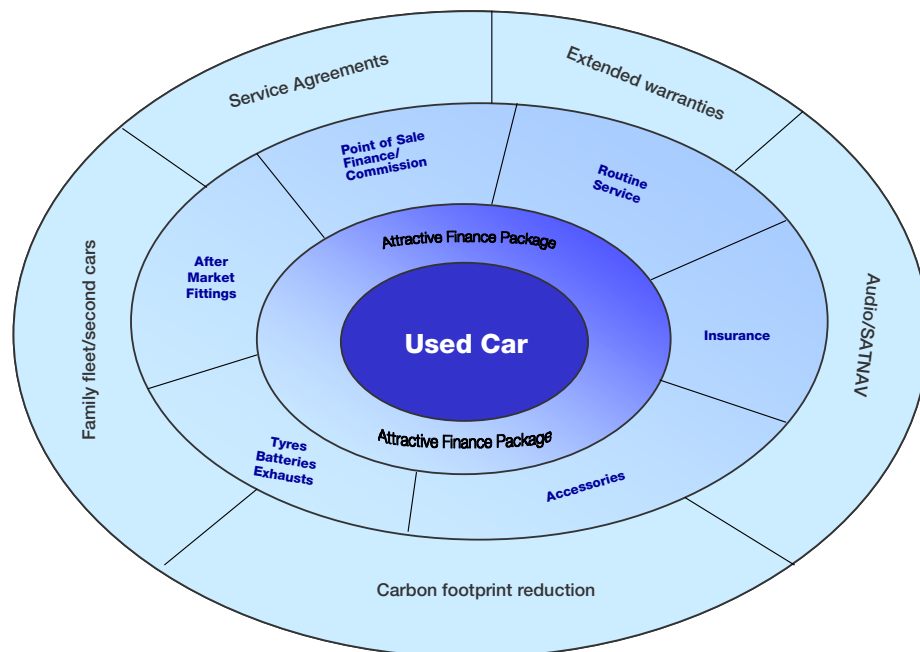 Service Agreements
Extended warranties
Point of Sale
Finance/
Commission
Routine
Service
Attractive Finance Package
After
Market
Fittings
Family fleet/second cars
Used Car
Insurance
Audio/SATNAV
Attractive Finance Package
Tyres
Batteries
Exhausts
Accessories
Carbon footprint reduction